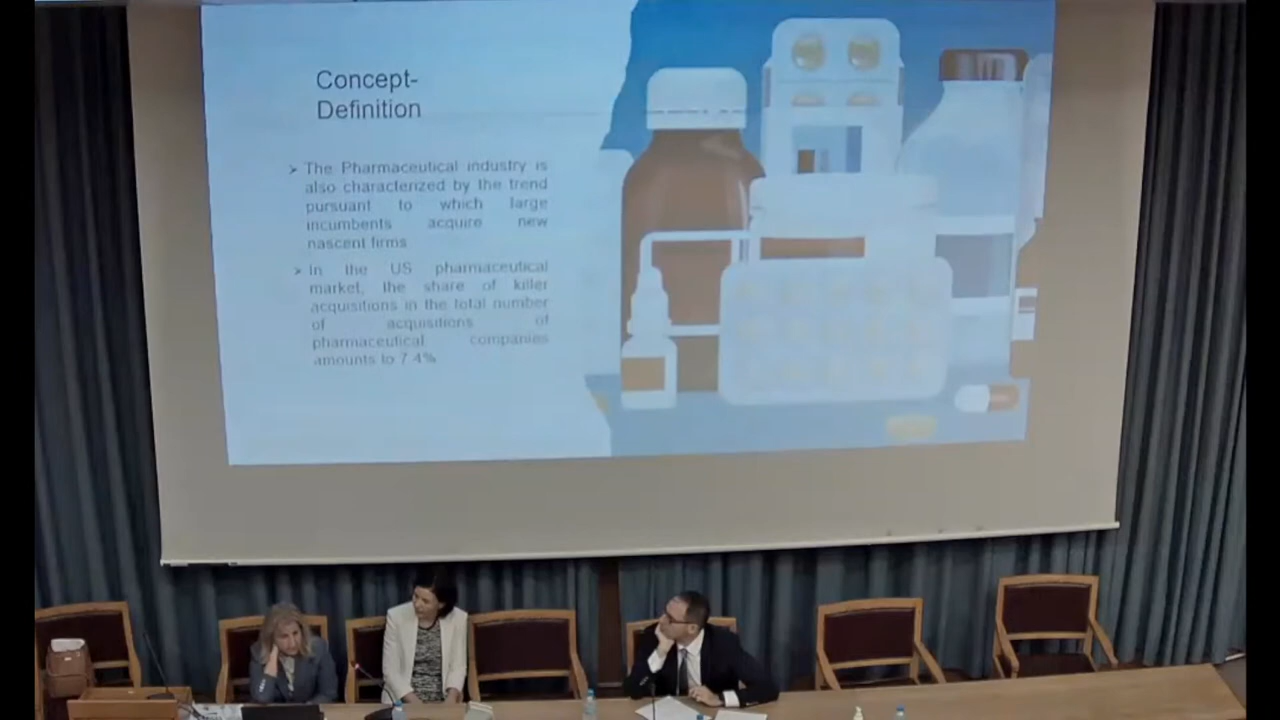 Concept-
Definition
➢ The Pharmaceutical industry is
also characterized by the trend
pursuant to which large
incumbents acquire new
nascent firms
➢ In the US pharmaceutical
market, the share of killer
acquisitions in the total number
of acquisitions of
pharmaceutical companies
amounts to 7.4%